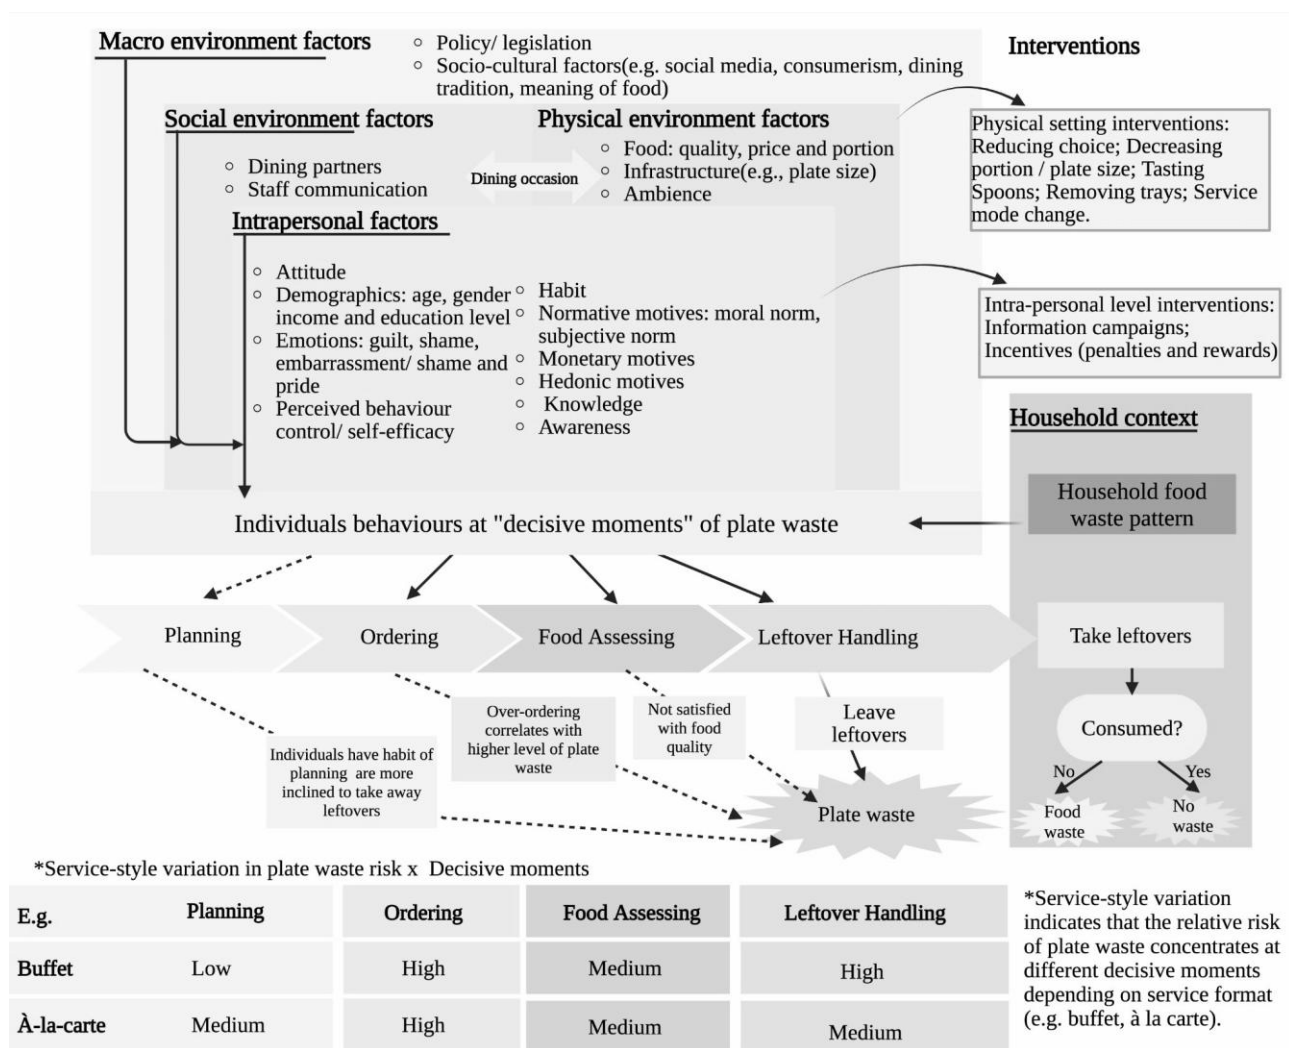 Macro environment factors
Policy/ legislation
Socio-cultural factors(e.g. social media, consumerism, dining
tradition, meaning of food)
Interventions
Social environment factors
Dining partners
Staff communication
Dining occasion
Physical environment factors
Food: quality, price and portion
Infrastructure(e.g., plate size)
Ambience
Physical setting interventions:
Reducing choice; Decreasing
portion / plate size; Tasting
Spoons; Removing trays; Service
mode change.
Intrapersonal factors
Attitude
Demographics: age, gender
income and education level
Emotions: guilt, shame,
embarrassment/ shame and
pride
Perceived behaviour
control/ self-efficacy
Habit
Normative motives: moral norm,
subjective norm
Monetary motives
Hedonic motives
Knowledge
Awareness
Intra-personal level interventions:
Information campaigns;
Incentives (penalties and rewards)
Household context
Household food
waste pattern
Individuals behaviours at "decisive moments" of plate waste
Planning
Ordering
Food Assessing
Leftover Handling
Take leftovers
Individuals have habit of
planning are more
inclined to take away
leftovers
Over-ordering
correlates with
higher level of plate
waste
Not satisfied
with food
quality
Leave
leftovers
Plate waste
Consumed?
No
Yes
Food
waste
No
waste
*Service-style variation in plate waste risk x Decisive moments
E.g. Planning Ordering Food Assessing Leftover Handling
Buffet Low High Medium High
À-la-carte Medium High Medium Medium
*Service-style variation
indicates that the relative risk
of plate waste concentrates at
different decisive moments
depending on service format
(e.g. buffet, à la carte).